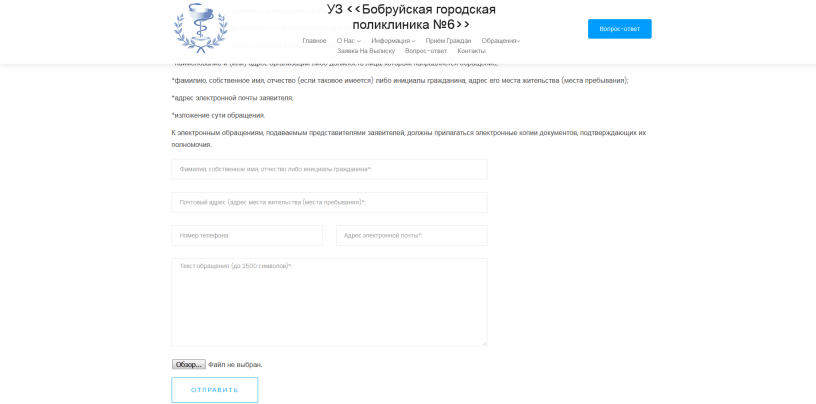 УЗ <<Бобруйская городская
поликлиника №6>>
Вопрос-ответ
Главное О Нас Информация Приём Граждан Обращения
Заявка На Выписку Вопрос-ответ Контакты
*наименование и (или) адрес организации либо должность лица, которым направляется обращение;
*фамилию, собственное имя, отчество (если таковое имеется) либо инициалы гражданина, адрес его места жительства (места пребывания);
*адрес электронной почты заявителя;
*изложение сути обращения.
К электронным обращениям, подаваемым представителями заявителей, должны прилагаться электронные копии документов, подтверждающих их
полномочия.
Фамилия, собственное имя, отчество либо инициалы гражданина*:
Почтовый адрес (адрес места жительства (места пребывания)*:
Номер телефона: Адрес электронной почты*:
Текст обращения (до 2500 символов)*:
Обзор... Файл не выбран.
ОТПРАВИТЬ